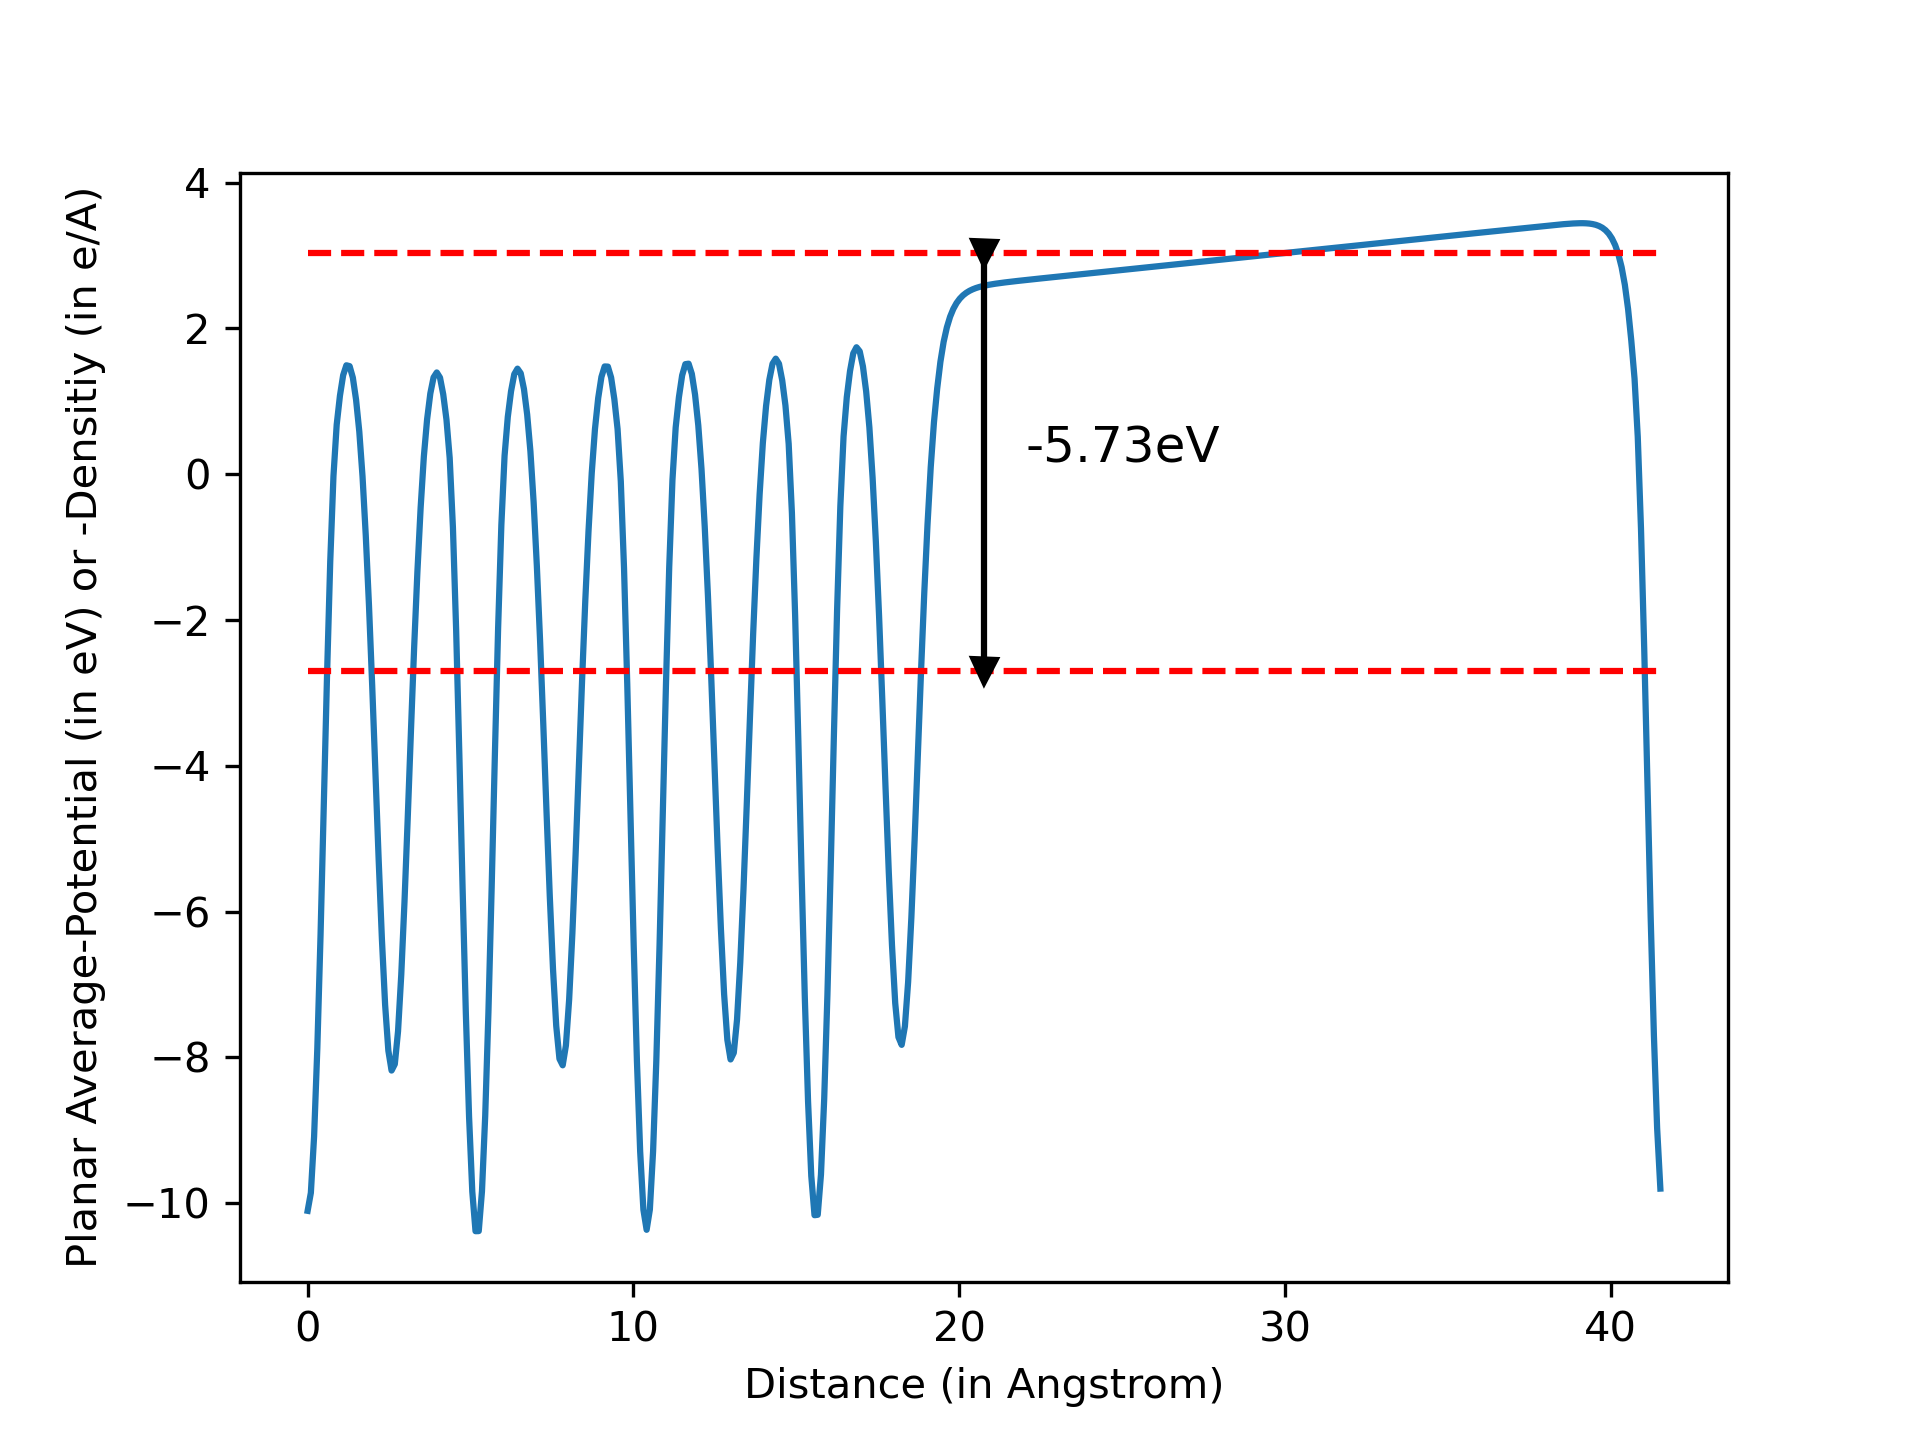 Planar Average-Potential (in eV) or -Densitiy (in e/A)
4
2
0
−2
−4
−6
−8
−10
-5.73eV
0 10 20 30 40
Distance (in Angstrom)